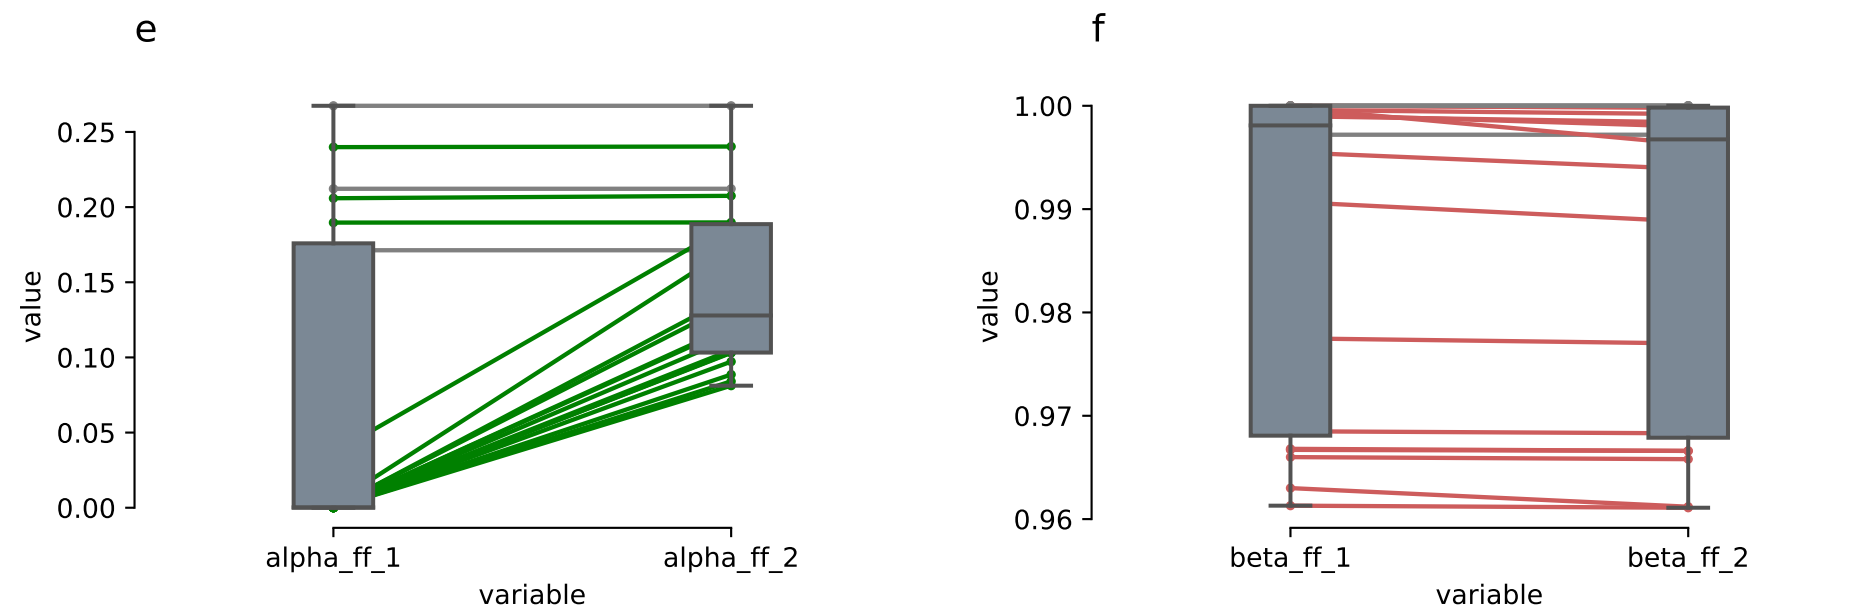 e
0.25
0.20
0.15
0.10
0.05
0.00
value
alpha_ff_1 alpha_ff_2
variable
f
1.00
0.99
0.98
0.97
0.96
value
beta_ff_1 beta_ff_2
variable